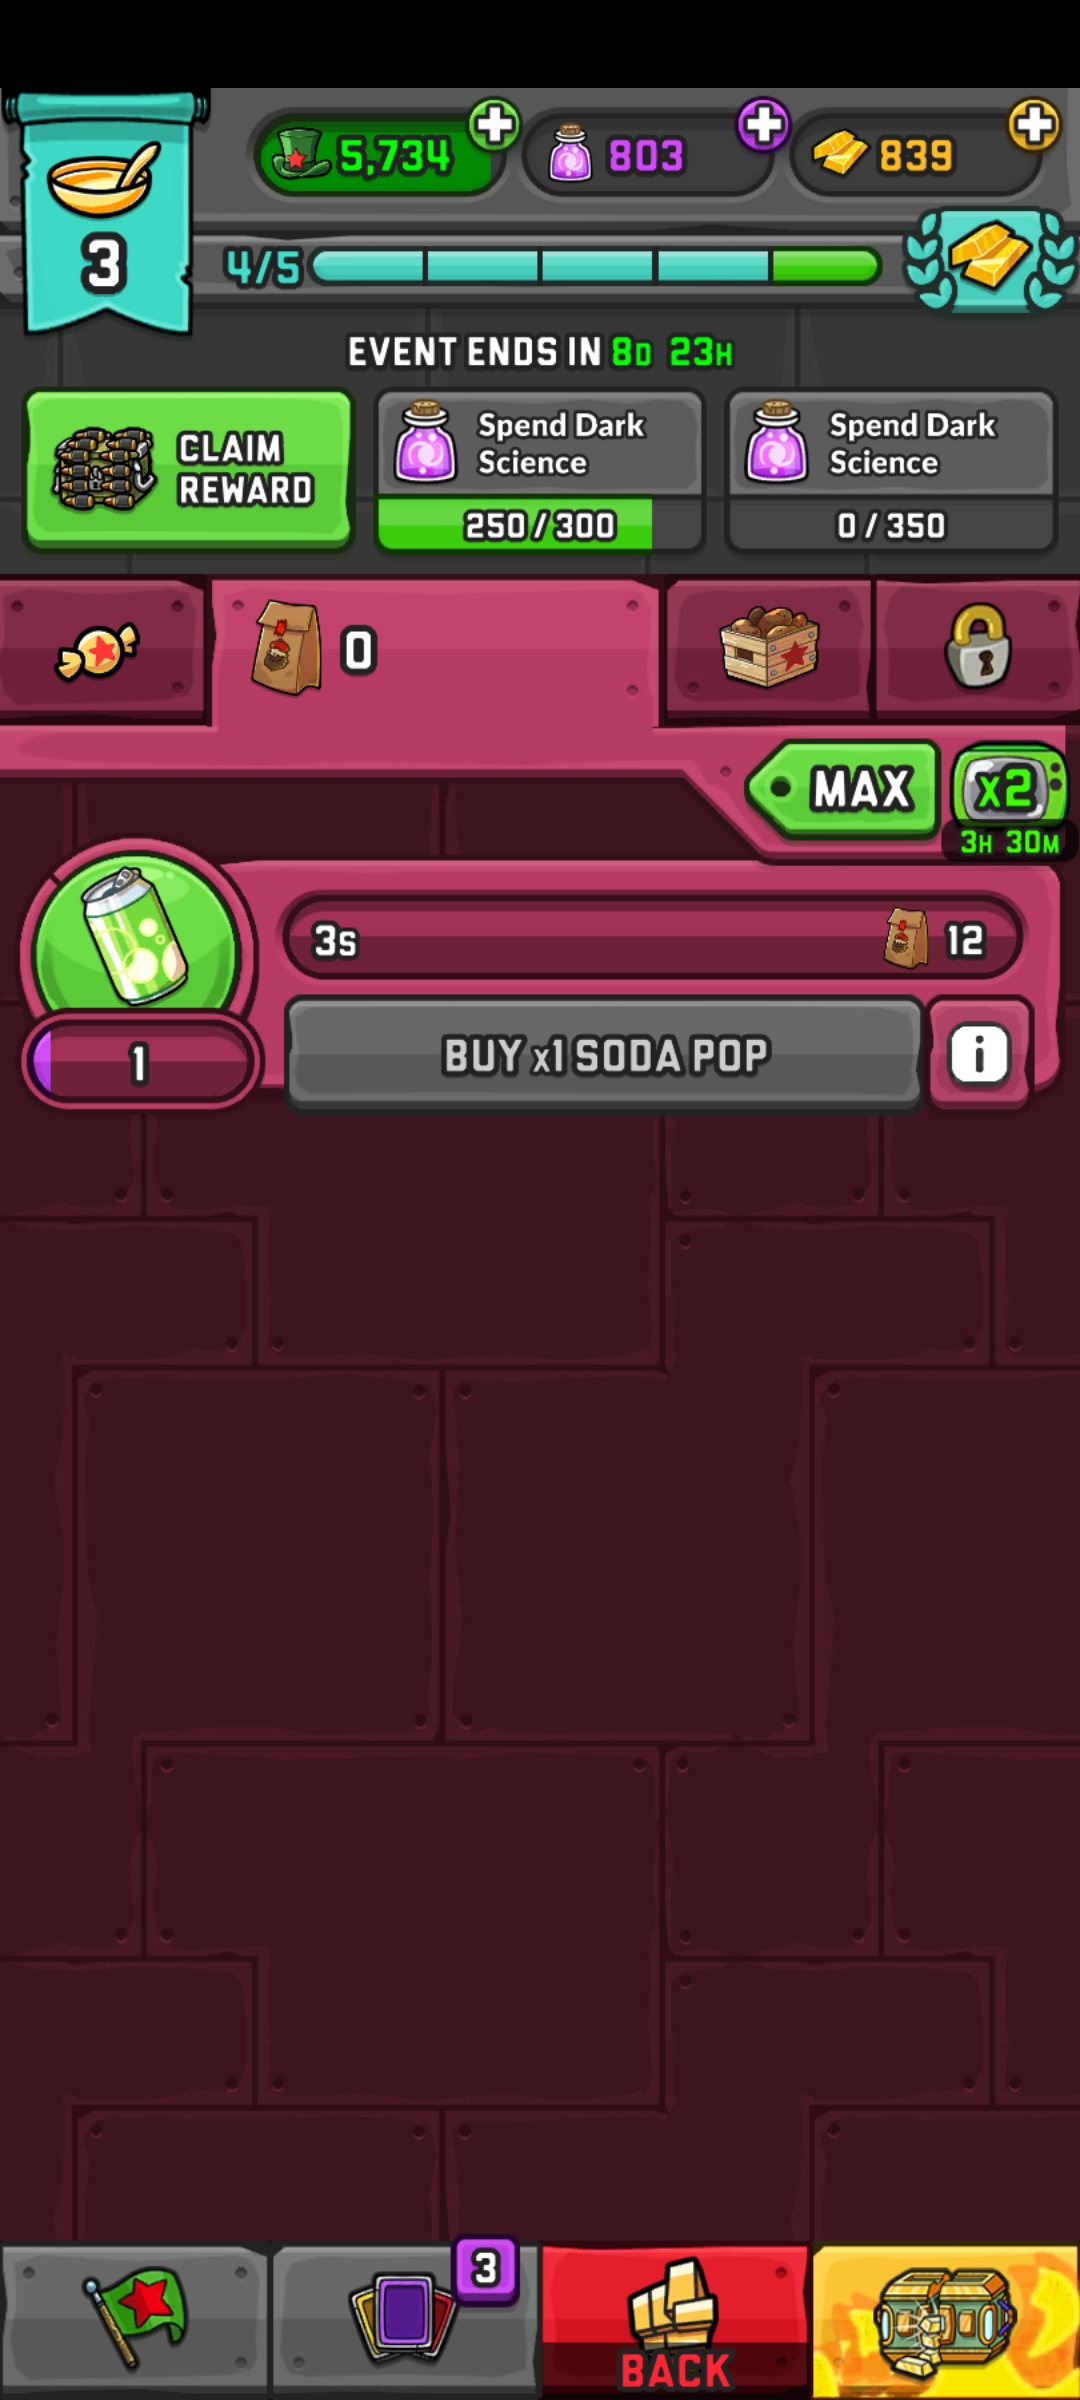 5,734
803
839
3
4/5
EVENT ENDS IN 8D 23H
CLAIM
REWARD
Spend Dark
Science
250 / 300
Spend Dark
Science
0 / 350
0
MAX
x2
3H 30M
3s
12
1
BUY x1 SODA POP
i
3
BACK